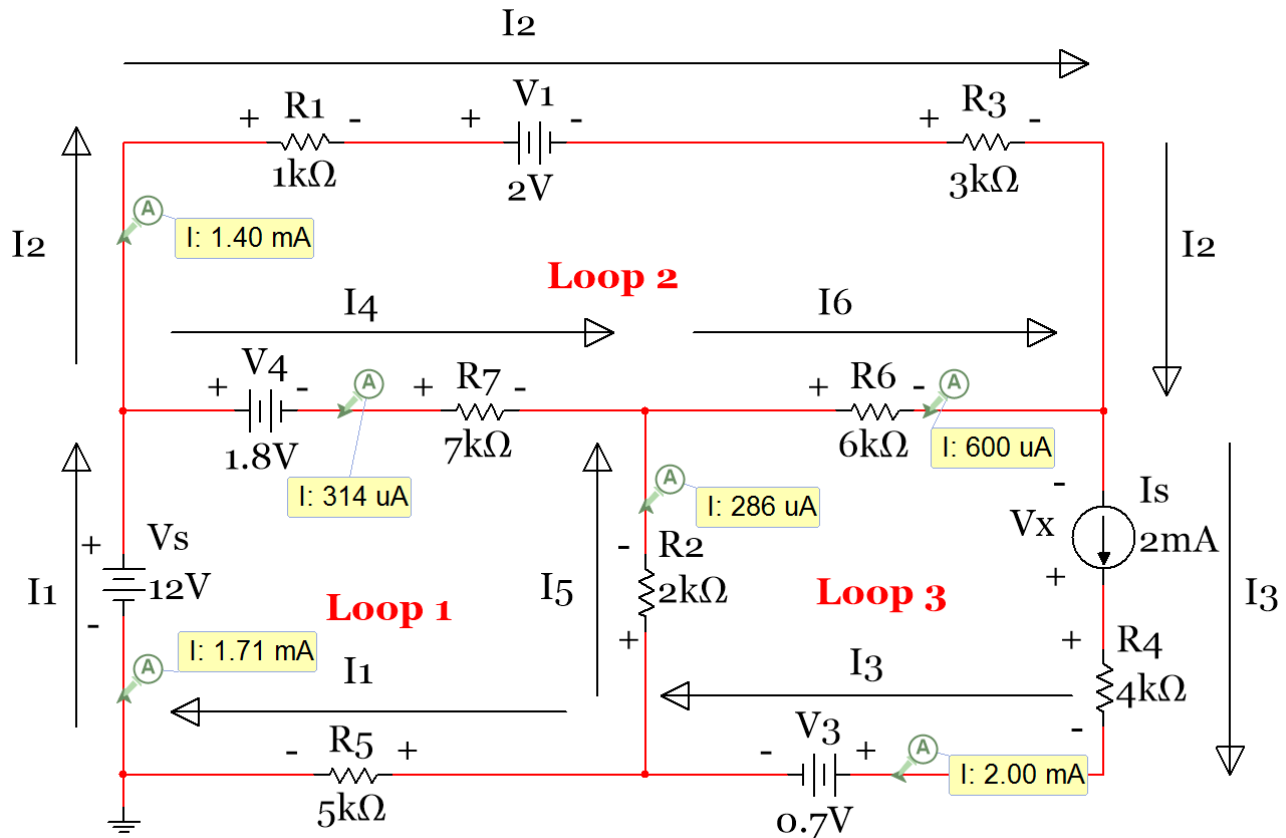 I2
R1
V1
R3
+ - + - + -
1kΩ
2V
3kΩ
A
I: 1.40 mA
I2
I2
Loop 2
I4
I6
V4
R7
R6
+ - A + - + - A
1.8V
7kΩ
6kΩ
I: 600 uA
I: 314 uA
A
I: 286 uA
-
Is
Vx
2mA
+
+
Vs
12V
-
I1
Loop 1
I5
-
R2
2kΩ
+
Loop 3
I3
+
R4
4kΩ
-
A
I: 1.71 mA
I1
I3
- R5 +
5kΩ
- V3 +
0.7V
A
I: 2.00 mA